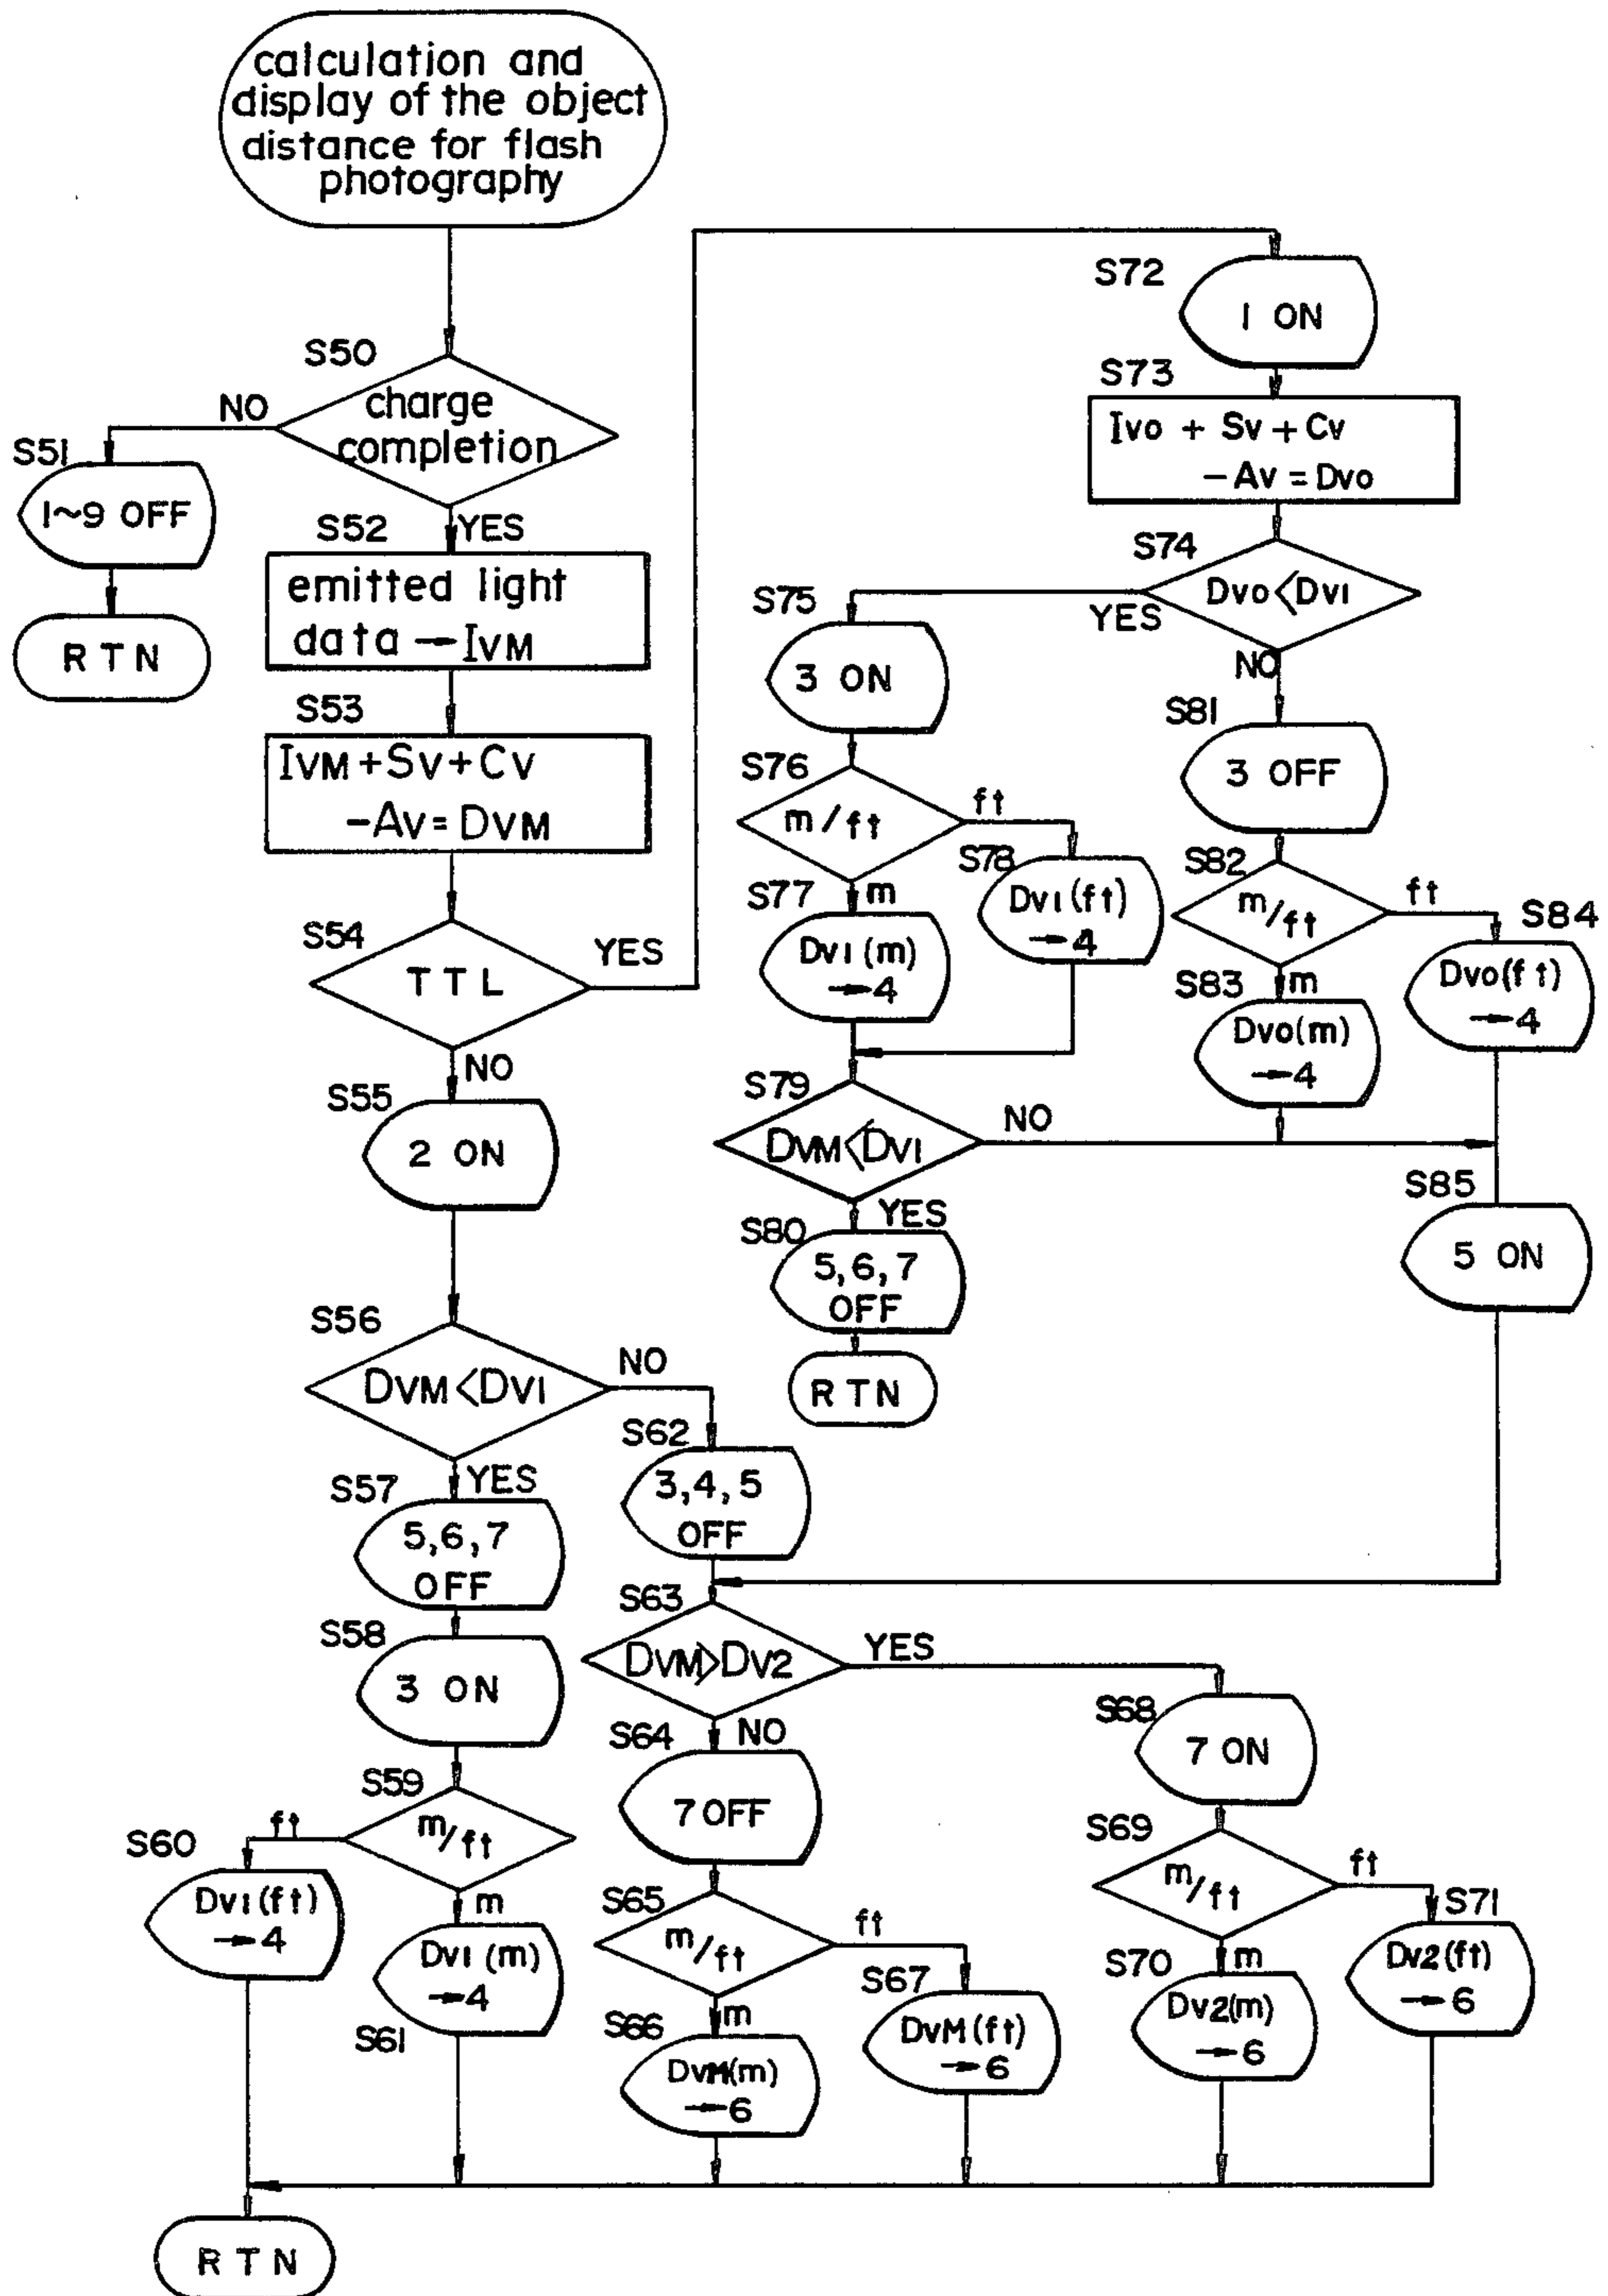 calculation and
display of the object
distance for flash
photography
S50
charge
completion
NO
YES
S51
1~9 OFF
RTN
S52
emitted light
data → IVM
S53
IVM+SV+CV
-AV=DVM
S54
TTL
YES
NO
S55
2 ON
S56
DVM<DV1
NO
YES
S57
5,6,7
OFF
S58
3 ON
S59
m/ft
ft
m
S60
DV1(ft)
→4
DV1(m)
→4
S61
S62
3,4,5
OFF
S63
DVM>DV2
YES
NO
S64
7 OFF
S65
m/ft
ft
m
S66
DVM(m)
→6
S67
DVM(ft)
→6
S68
7 ON
S69
m/ft
ft
m
S70
DV2(m)
→6
S71
DV2(ft)
→6
S72
1 ON
S73
IVO + SV + CV
-AV = DVO
S74
DVO<DV1
YES
NO
S75
3 ON
S76
m/ft
ft
m
S77
DV1(m)
→4
S78
DV1(ft)
→4
S79
DVM<DV1
NO
YES
S80
5,6,7
OFF
RTN
S81
3 OFF
S82
m/ft
ft
m
S83
DVO(m)
→4
S84
DVO(ft)
→4
S85
5 ON
RTN